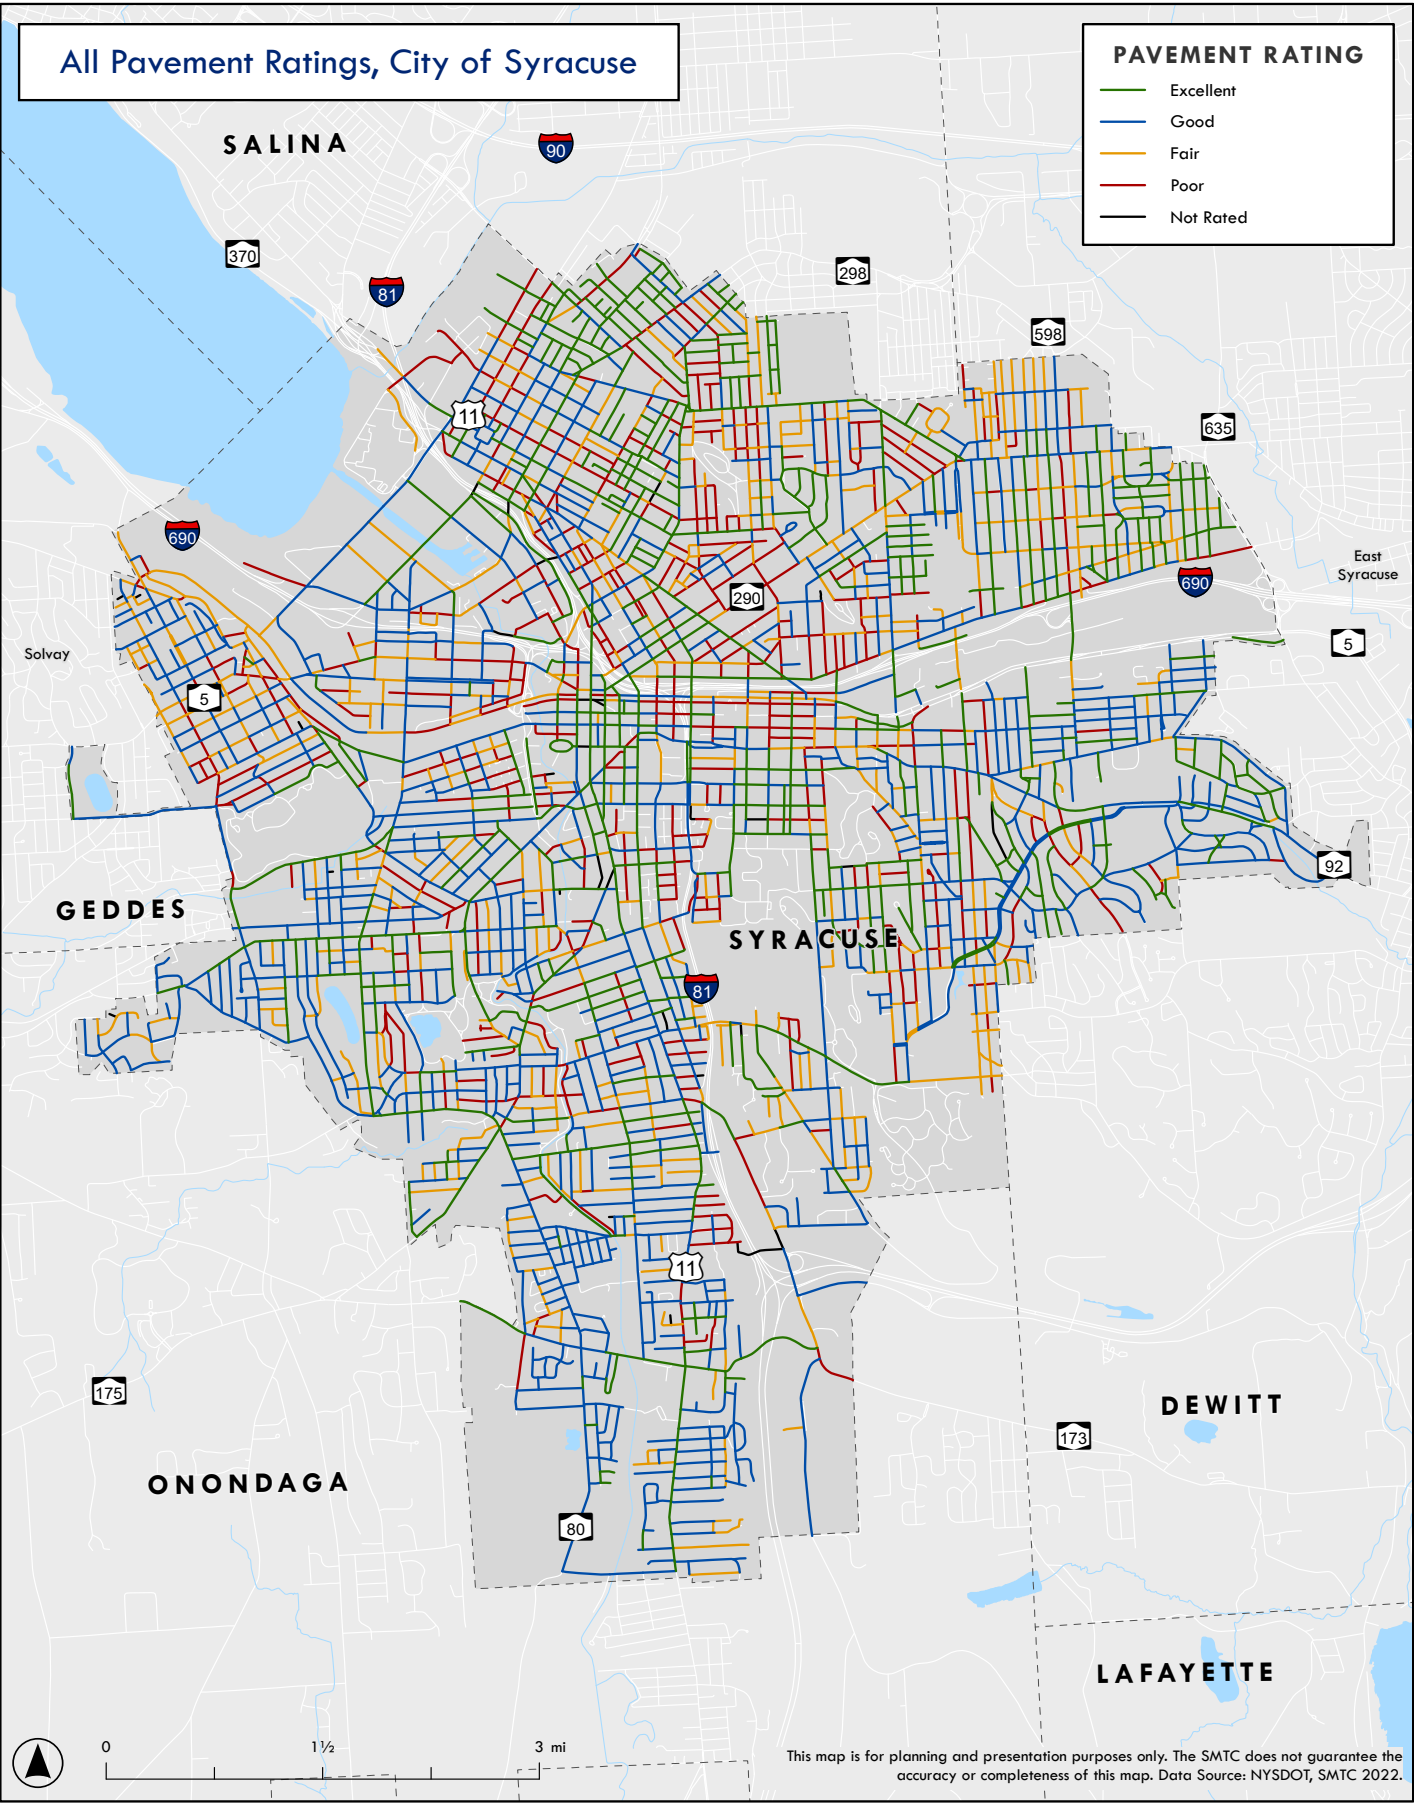 All Pavement Ratings, City of Syracuse
PAVEMENT RATING
Excellent
Good
Fair
Poor
Not Rated
SALINA
90
370
81
298
598
11
635
690
East
Syracuse
690
290
5
Solvay
5
92
GEDDES
SYRACUSE
81
11
175
DEWITT
173
ONONDAGA
80
LAFAYETTE
0 1½ 3 mi
This map is for planning and presentation purposes only. The SMTC does not guarantee the
accuracy or completeness of this map. Data Source: NYSDOT, SMTC 2022.